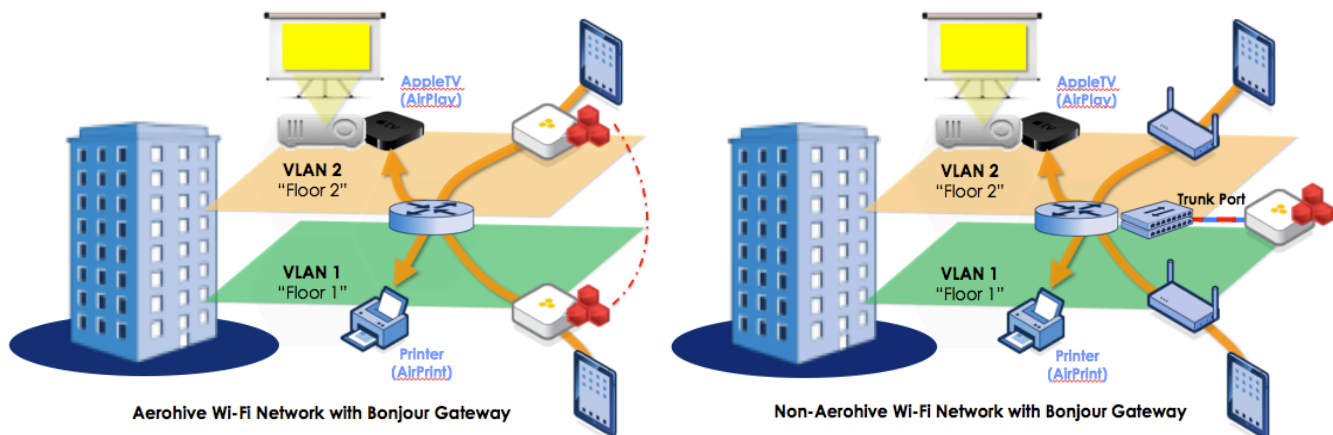 AppleTV
(AirPlay)
tv
VLAN 2
“Floor 2”
VLAN 1
“Floor 1”
Printer
(AirPrint)
Aerohive Wi-Fi Network with Bonjour Gateway
AppleTV
(AirPlay)
tv
VLAN 2
“Floor 2”
Trunk Port
VLAN 1
“Floor 1”
Printer
(AirPrint)
Non-Aerohive Wi-Fi Network with Bonjour Gateway